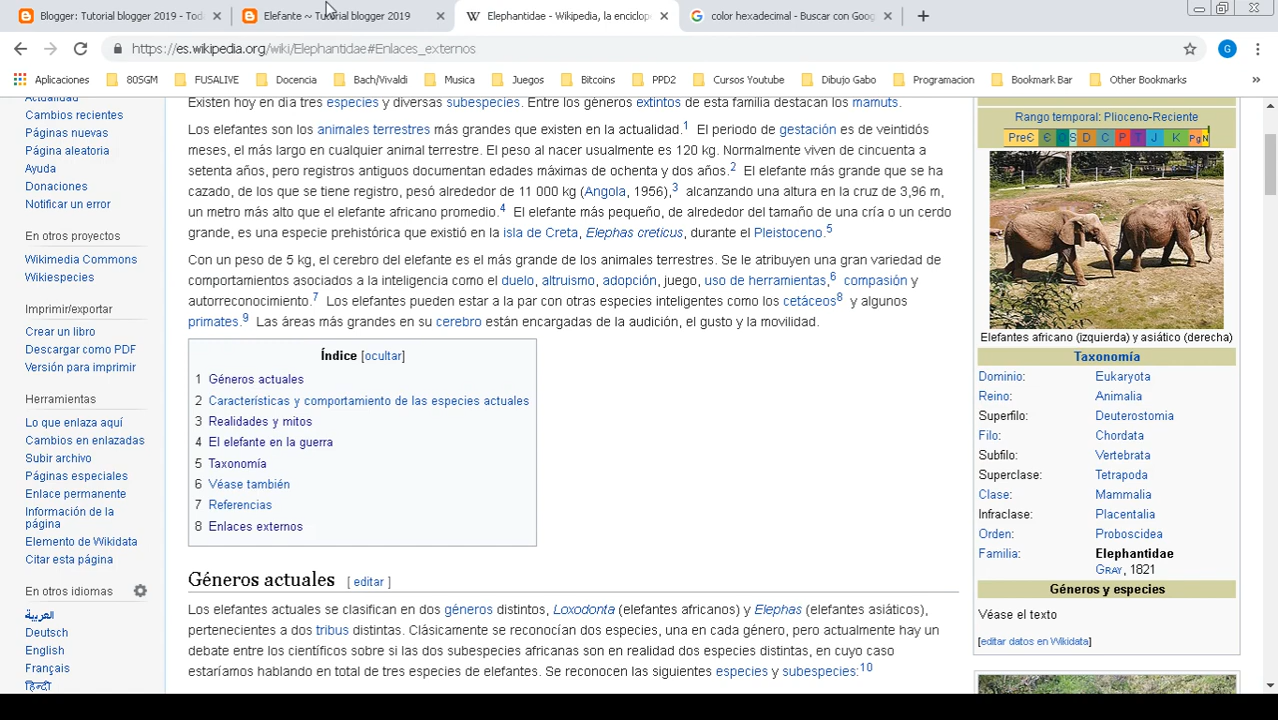 Blogger: Tutorial blogger 2019 - Tod
Elefante ~ Tutorial blogger 2019
Elephantidae - Wikipedia, la enciclop
color hexadecimal - Buscar con Goog
https://es.wikipedia.org/wiki/Elephantidae#Enlaces_externos
G
Aplicaciones
80SGM
FUSALIVE
Docencia
Bach/Vivaldi
Musica
Juegos
Bitcoins
PPD2
Cursos Youtube
Dibujo Gabo
Programacion
Bookmark Bar
Other Bookmarks
»
Actualidad
Cambios recientes
Páginas nuevas
Página aleatoria
Ayuda
Donaciones
Notificar un error
En otros proyectos
Wikimedia Commons
Wikiespecies
Imprimir/exportar
Crear un libro
Descargar como PDF
Versión para imprimir
Herramientas
Lo que enlaza aquí
Cambios en enlazadas
Subir archivo
Páginas especiales
Enlace permanente
Información de la
página
Elemento de Wikidata
Citar esta página
En otros idiomas
العربية
Deutsch
English
Français
हिन्दी
Existen hoy en día tres especies y diversas subespecies. Entre los géneros extintos de esta familia destacan los mamuts.
Los elefantes son los animales terrestres más grandes que existen en la actualidad.1 El periodo de gestación es de veintidós
meses, el más largo en cualquier animal terrestre. El peso al nacer usualmente es 120 kg. Normalmente viven de cincuenta a
setenta años, pero registros antiguos documentan edades máximas de ochenta y dos años.2 El elefante más grande que se ha
cazado, de los que se tiene registro, pesó alrededor de 11 000 kg (Angola, 1956),3 alcanzando una altura en la cruz de 3,96 m,
un metro más alto que el elefante africano promedio.4 El elefante más pequeño, de alrededor del tamaño de una cría o un cerdo
grande, es una especie prehistórica que existió en la isla de Creta, Elephas creticus, durante el Pleistoceno.5
Con un peso de 5 kg, el cerebro del elefante es el más grande de los animales terrestres. Se le atribuyen una gran variedad de
comportamientos asociados a la inteligencia como el duelo, altruismo, adopción, juego, uso de herramientas,6 compasión y
autorreconocimiento.7 Los elefantes pueden estar a la par con otras especies inteligentes como los cetáceos8 y algunos
primates.9 Las áreas más grandes en su cerebro están encargadas de la audición, el gusto y la movilidad.
Índice [ocultar]
1 Géneros actuales
2 Características y comportamiento de las especies actuales
3 Realidades y mitos
4 El elefante en la guerra
5 Taxonomía
6 Véase también
7 Referencias
8 Enlaces externos
Géneros actuales [ editar ]
Los elefantes actuales se clasifican en dos géneros distintos, Loxodonta (elefantes africanos) y Elephas (elefantes asiáticos),
pertenecientes a dos tribus distintas. Clásicamente se reconocían dos especies, una en cada género, pero actualmente hay un
debate entre los científicos sobre si las dos subespecies africanas son en realidad dos especies distintas, en cuyo caso
estaríamos hablando en total de tres especies de elefantes. Se reconocen las siguientes especies y subespecies:10
Rango temporal: Plioceno-Reciente
PreЄ Є O S D C P T J K Pg N
Elefantes africano (izquierda) y asiático (derecha)
Taxonomía
Dominio: Eukaryota
Reino: Animalia
Superfilo: Deuterostomia
Filo: Chordata
Subfilo: Vertebrata
Superclase: Tetrapoda
Clase: Mammalia
Infraclase: Placentalia
Orden: Proboscidea
Familia: Elephantidae
GRAY, 1821
Géneros y especies
Véase el texto
[editar datos en Wikidata]